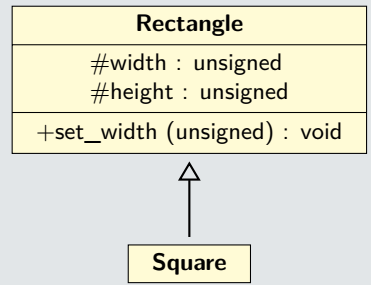 Rectangle
#width : unsigned
#height : unsigned
+set_width (unsigned) : void
Square